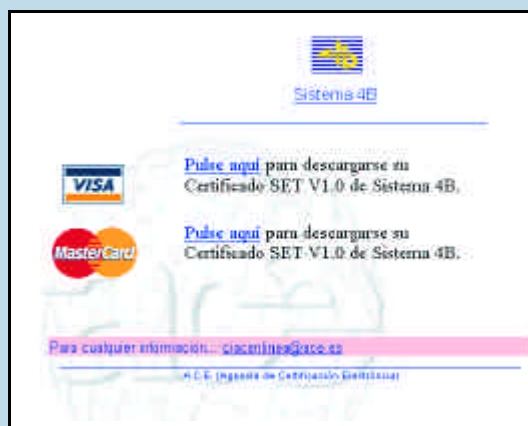 4B
Sistema 4B
VISA
Pulse aquí para descargarse su
Certificado SET V1.0 de Sistema 4B.
MasterCard
Pulse aquí para descargarse su
Certificado SET V1.0 de Sistema 4B.
Para cualquier información...
A.C.E. (Agencia de Certificación Electrónica)